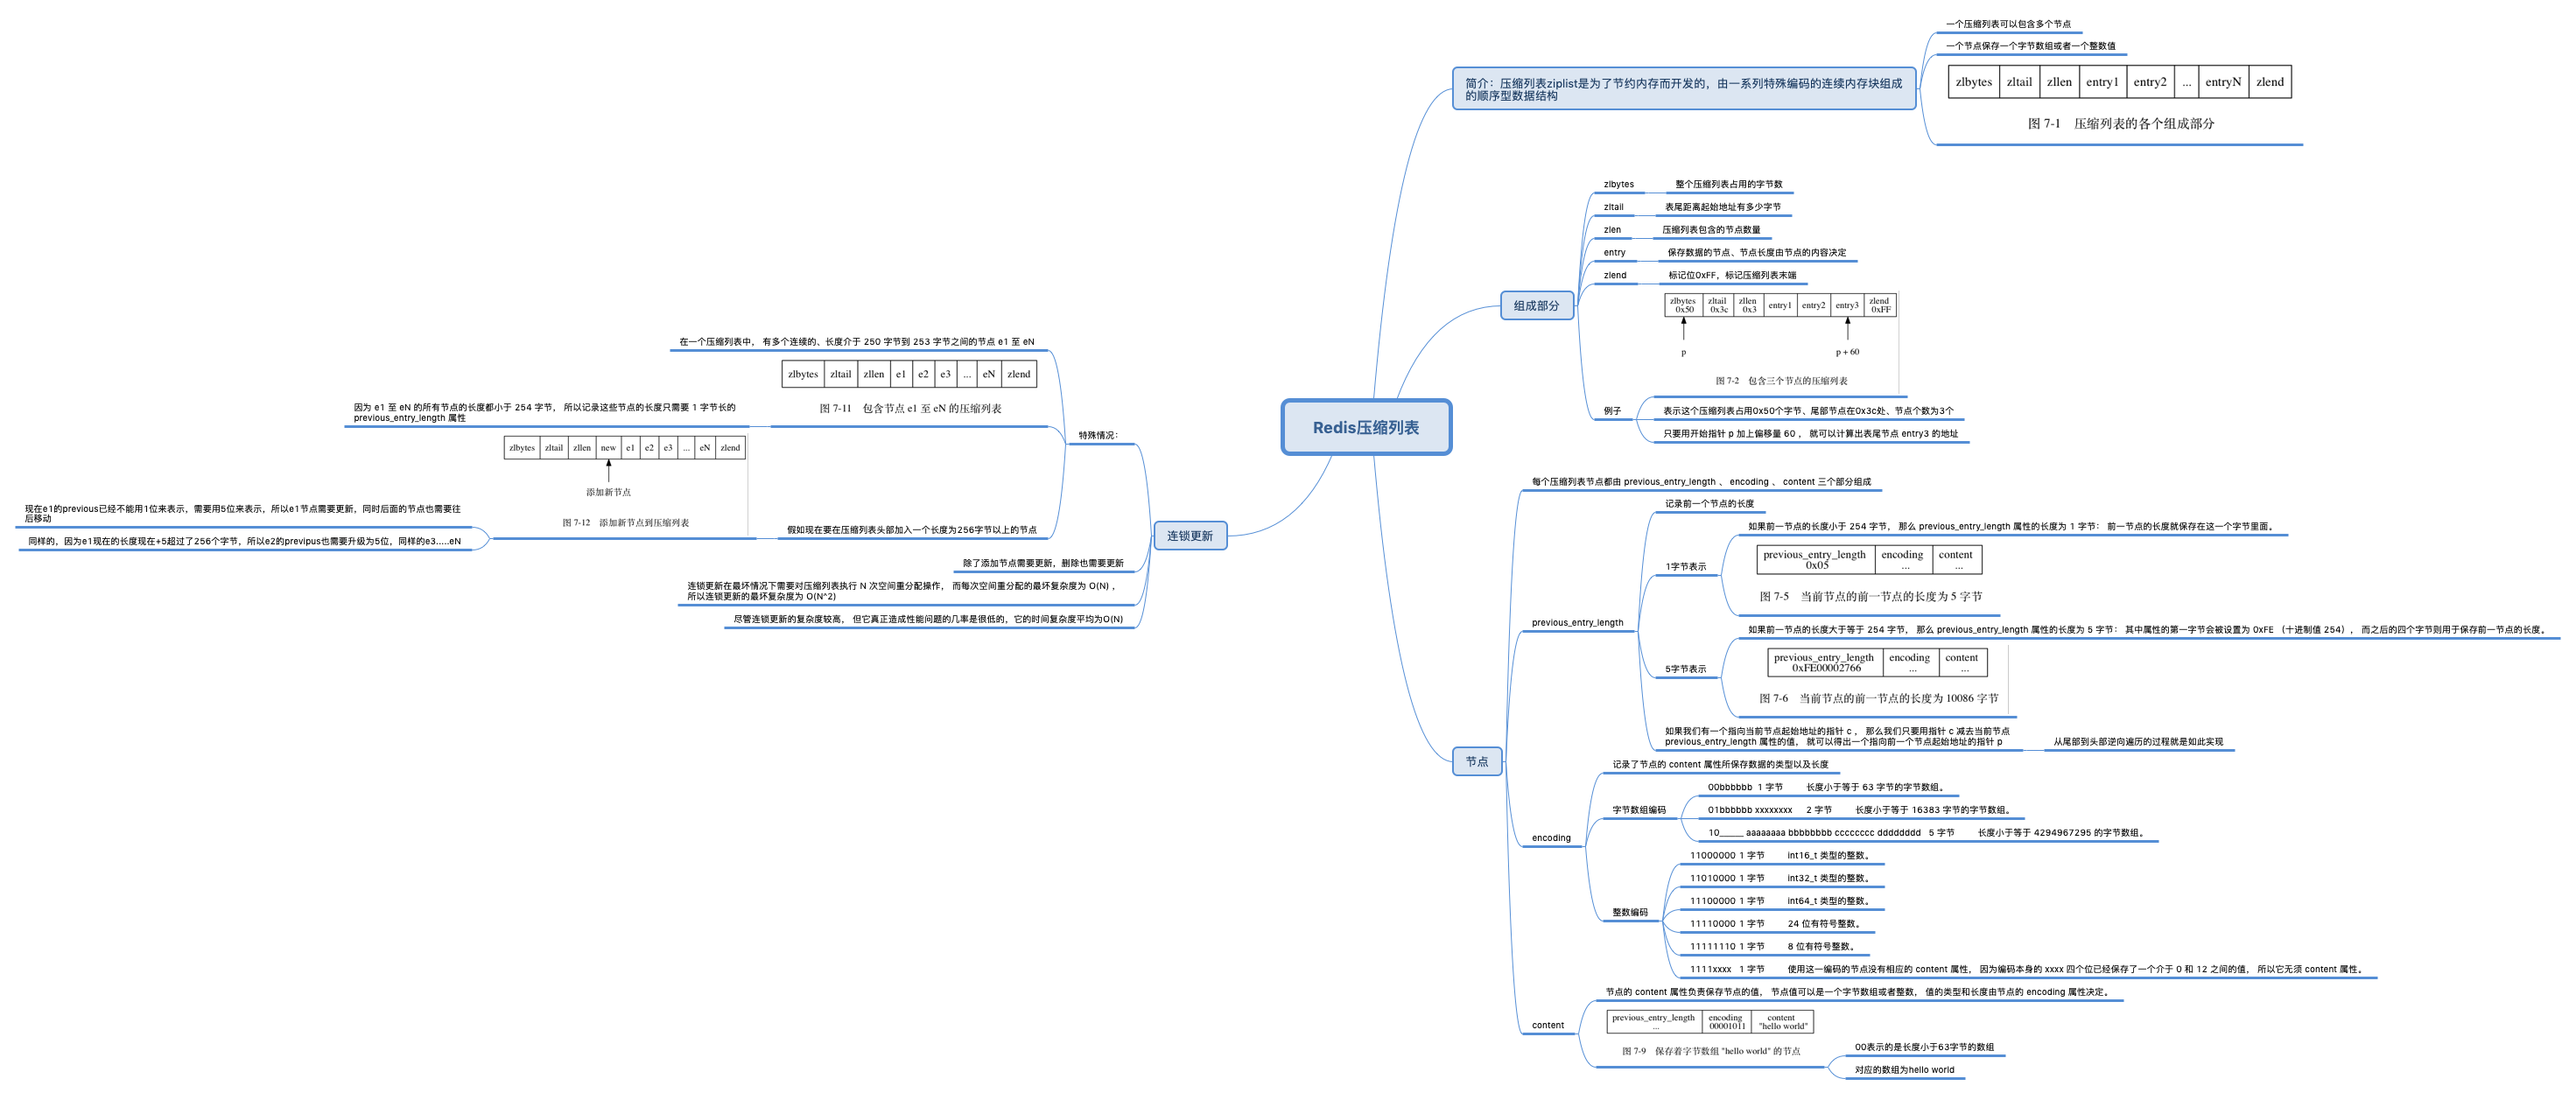 Redis压缩列表
简介：压缩列表ziplist是为了节约内存而开发的，由一系列特殊编码的连续内存块组成
的顺序型数据结构
一个压缩列表可以包含多个节点
一个节点保存一个字节数组或者一个整数值
zlbytes zltail zllen entry1 entry2 ... entryN zlend
图 7-1 压缩列表的各个组成部分
组成部分
zlbytes 整个压缩列表占用的字节数
zltail 表尾距离起始地址有多少字节
zlen 压缩列表包含的节点数量
entry 保存数据的节点、节点长度由节点的内容决定
zlend 标记位0xFF，标记压缩列表末端
例子
zlbytes zltail zllen entry1 entry2 entry3 zlend
0x50 0x3c 0x3 0xFF
p p + 60
图 7-2 包含三个节点的压缩列表
表示这个压缩列表占用0x50个字节、尾部节点在0x3c处、节点个数为3个
只要用开始指针 p 加上偏移量 60 ， 就可以计算出表尾节点 entry3 的地址
节点
每个压缩列表节点都由 previous_entry_length 、 encoding 、 content 三个部分组成
previous_entry_length
记录前一个节点的长度
1字节表示
如果前一节点的长度小于 254 字节， 那么 previous_entry_length 属性的长度为 1 字节： 前一节点的长度就保存在这一个字节里面。
previous_entry_length encoding content
0x05 ... ...
图 7-5 当前节点的前一节点的长度为 5 字节
5字节表示
如果前一节点的长度大于等于 254 字节， 那么 previous_entry_length 属性的长度为 5 字节： 其中属性的第一字节会被设置为 0xFE （十进制值 254）， 而之后的四个字节则用于保存前一节点的长度。
previous_entry_length encoding content
0xFE00002766 ... ...
图 7-6 当前节点的前一节点的长度为 10086 字节
如果我们有一个指向当前节点起始地址的指针 c ， 那么我们只要用指针 c 减去当前节点
previous_entry_length 属性的值， 就可以得出一个指向前一个节点起始地址的指针 p
从尾部到头部逆向遍历的过程就是如此实现
encoding
记录了节点的 content 属性所保存数据的类型以及长度
字节数组编码
00bbbbbb 1 字节 长度小于等于 63 字节的字节数组。
01bbbbbb xxxxxxxx 2 字节 长度小于等于 16383 字节的字节数组。
10______ aaaaaaaa bbbbbbbb cccccccc dddddddd 5 字节 长度小于等于 4294967295 的字节数组。
整数编码
11000000 1 字节 int16_t 类型的整数。
11010000 1 字节 int32_t 类型的整数。
11100000 1 字节 int64_t 类型的整数。
11110000 1 字节 24 位有符号整数。
11111110 1 字节 8 位有符号整数。
1111xxxx 1 字节 使用这一编码的节点没有相应的 content 属性， 因为编码本身的 xxxx 四个位已经保存了一个介于 0 和 12 之间的值， 所以它无须 content 属性。
content
节点的 content 属性负责保存节点的值， 节点值可以是一个字节数组或者整数， 值的类型和长度由节点的 encoding 属性决定。
previous_entry_length encoding content
... 00001011 "hello world"
图 7-9 保存着字节数组 "hello world" 的节点
00表示的是长度小于63字节的数组
对应的数组为hello world
连锁更新
特殊情况：
在一个压缩列表中， 有多个连续的、长度介于 250 字节到 253 字节之间的节点 e1 至 eN
zlbytes zltail zllen e1 e2 e3 ... eN zlend
图 7-11 包含节点 e1 至 eN 的压缩列表
因为 e1 至 eN 的所有节点的长度都小于 254 字节， 所以记录这些节点的长度只需要 1 字节长的
previous_entry_length 属性
假如现在要在压缩列表头部加入一个长度为256字节以上的节点
zlbytes zltail zllen new e1 e2 e3 ... eN zlend
添加新节点
图 7-12 添加新节点到压缩列表
现在e1的previous已经不能用1位来表示，需要用5位来表示，所以e1节点需要更新，同时后面的节点也需要往
后移动
同样的，因为e1现在的长度现在+5超过了256个字节，所以e2的previpus也需要升级为5位，同样的e3.....eN
除了添加节点需要更新，删除也需要更新
连锁更新在最坏情况下需要对压缩列表执行 N 次空间重分配操作， 而每次空间重分配的最坏复杂度为 O(N) ，
所以连锁更新的最坏复杂度为 O(N^2)
尽管连锁更新的复杂度较高， 但它真正造成性能问题的几率是很低的，它的时间复杂度平均为O(N)